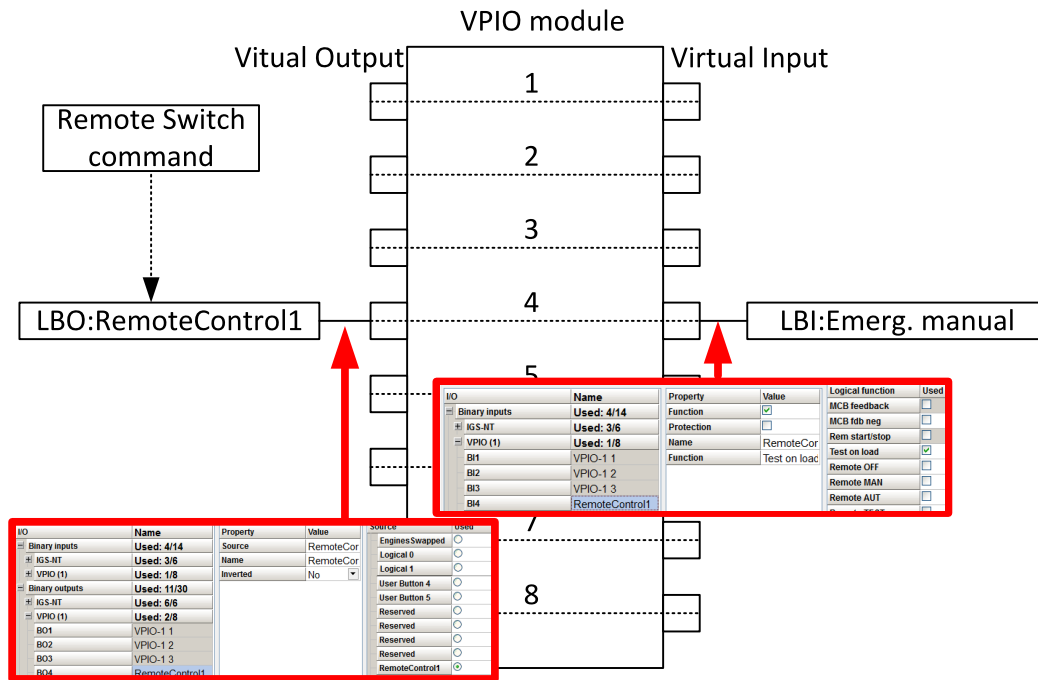 VPIO module
Vitual Output
Virtual Input
1
Remote Switch
command
2
3
4
LBO:RemoteControl1
LBI:Emerg. manual
5
I/O Name
Binary inputs Used: 4/14
IGS-NT Used: 3/6
VPIO (1) Used: 1/8
BI1 VPIO-1 1
BI2 VPIO-1 2
BI3 VPIO-1 3
BI4 RemoteControl1
Property Value
Function
Protection
Name RemoteCor
Function Test on load
Logical function Used
MCB feedback
MCB fdb neg
Rem start/stop
Test on load
Remote OFF
Remote MAN
Remote AUT
Remote TEST
7
I/O Name
Binary inputs Used: 4/14
IGS-NT Used: 3/6
VPIO (1) Used: 1/8
Binary outputs Used: 11/30
IGS-NT Used: 6/6
VPIO (1) Used: 2/8
BO1 VPIO-1 1
BO2 VPIO-1 2
BO3 VPIO-1 3
BO4 RemoteControl1
Property Value
Source RemoteCor
Name RemoteCor
Inverted No
Source Used
EnginesSwapped
Logical 0
Logical 1
User Button 4
User Button 5
Reserved
Reserved
Reserved
Reserved
RemoteControl1
8